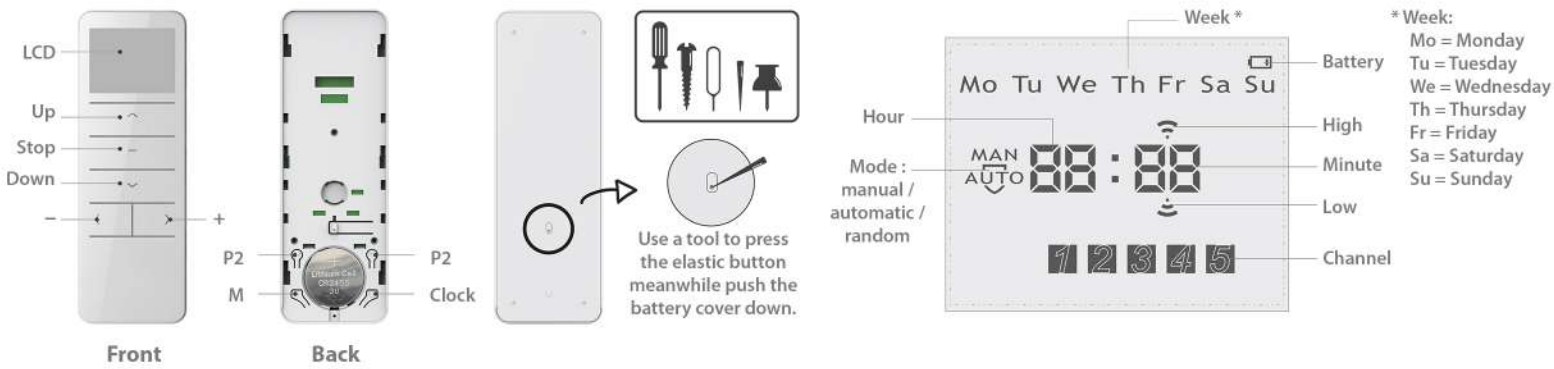 LCD
Up
Stop
Down
–
+
Front
P2
P2
M
Clock
Lithium Cell
Back
Use a tool to press
the elastic button
meanwhile push the
battery cover down.
Week *
Battery
Mo Tu We Th Fr Sa Su
Hour
High
Mode :
manual /
automatic /
random
MAN
AUTO
88:88
Minute
Low
1 2 3 4 5
Channel
* Week:
Mo = Monday
Tu = Tuesday
We = Wednesday
Th = Thursday
Fr = Friday
Sa = Saturday
Su = Sunday